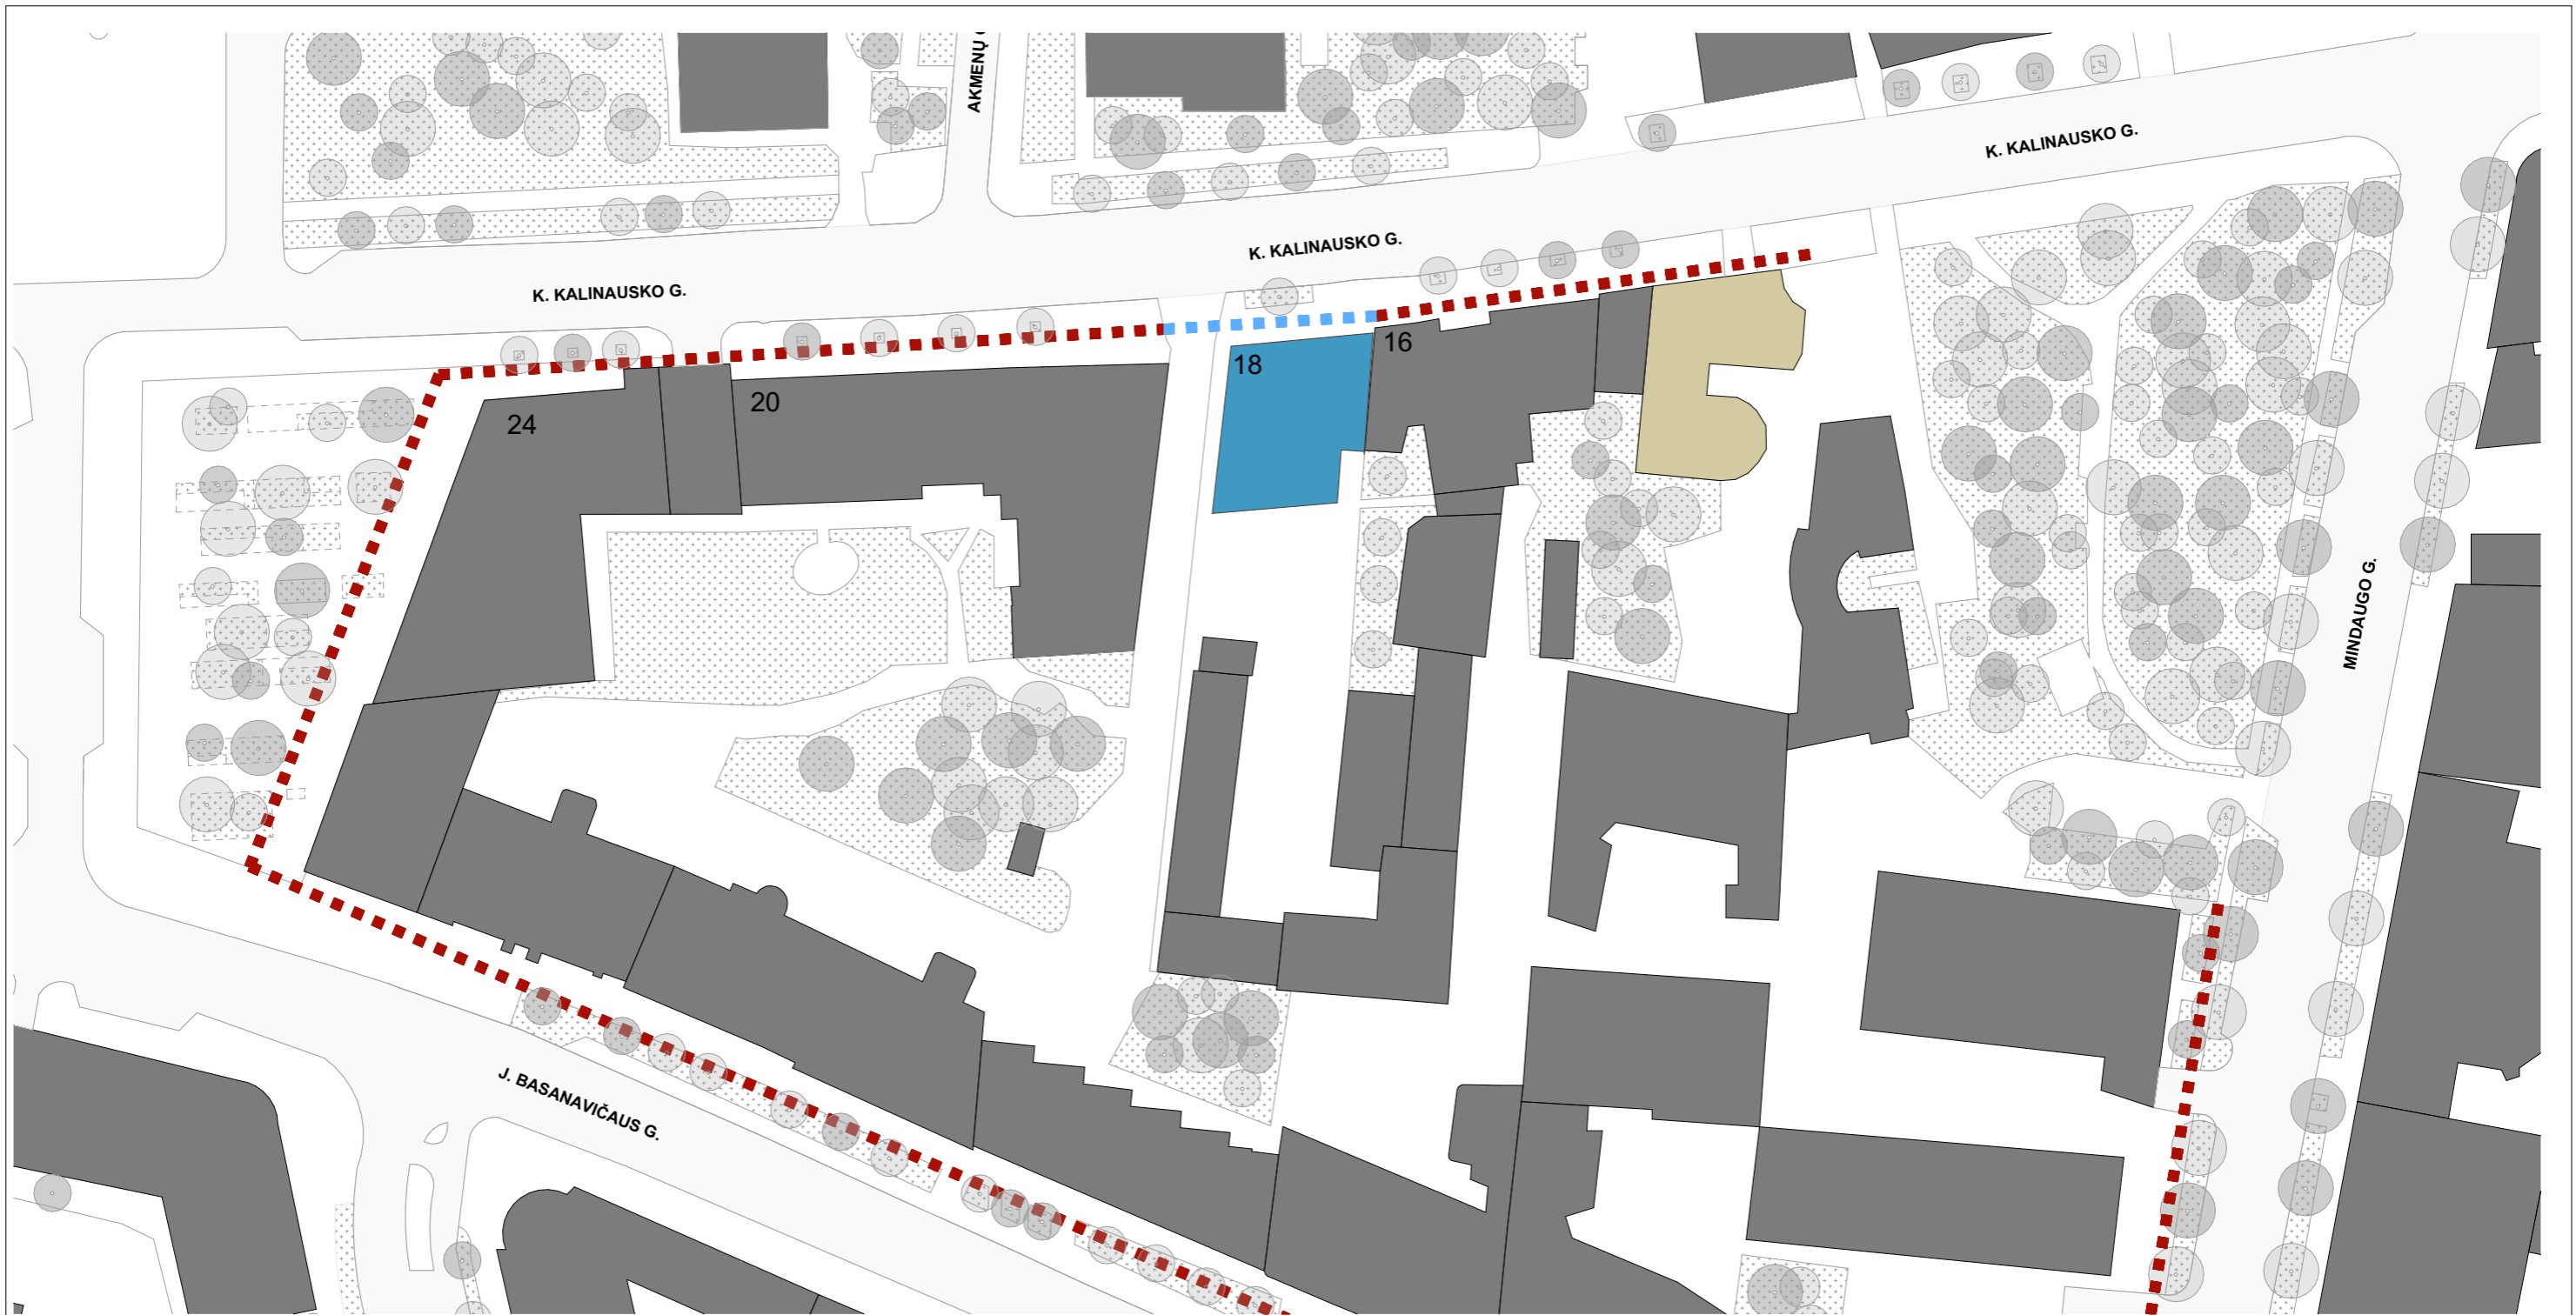 AKMENŲ
K. KALINAUSKO G.
K. KALINAUSKO G.
K. KALINAUSKO G.
18
16
20
24
MINDAUGO G.
J. BASANAVIČAUS G.